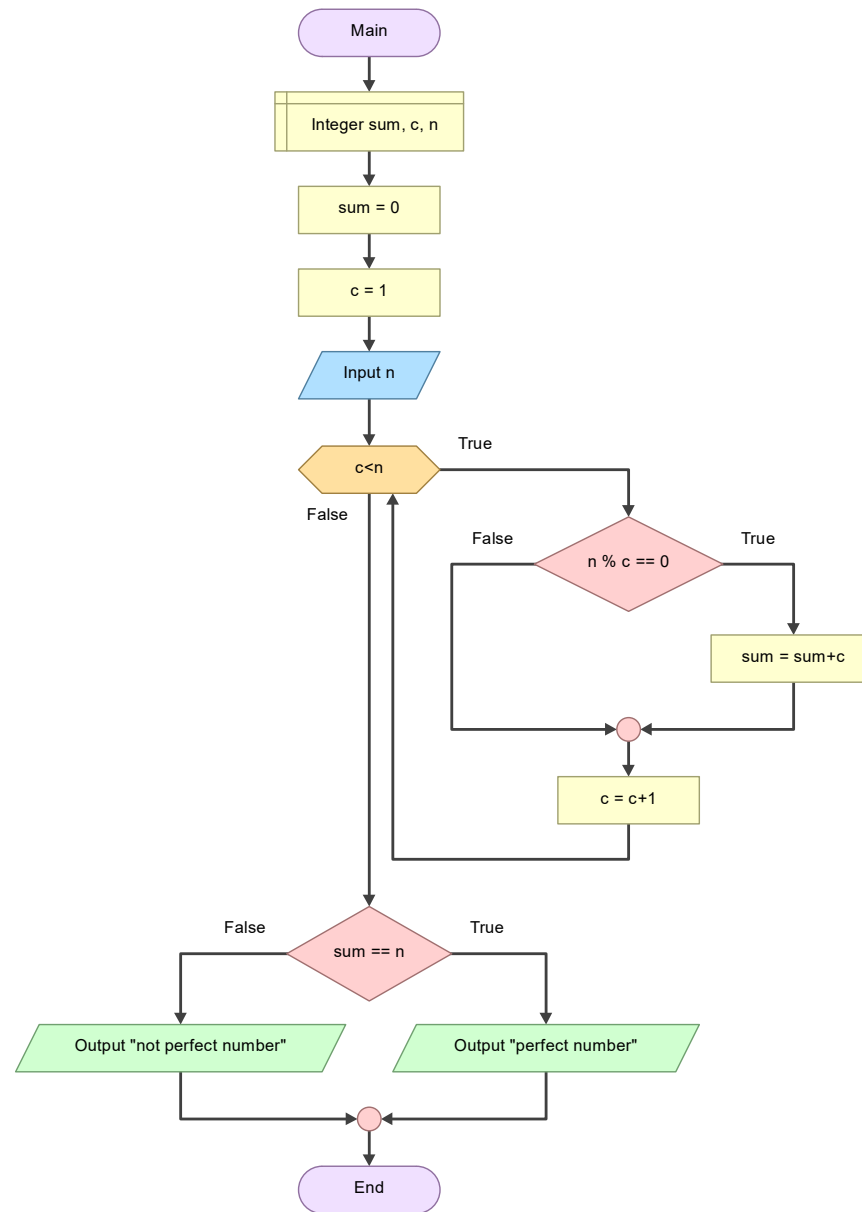 Main
Integer sum, c, n
sum = 0
c = 1
Input n
c<n
True
False
n % c == 0
False
True
sum = sum+c
c = c+1
sum == n
False
True
Output "not perfect number"
Output "perfect number"
End